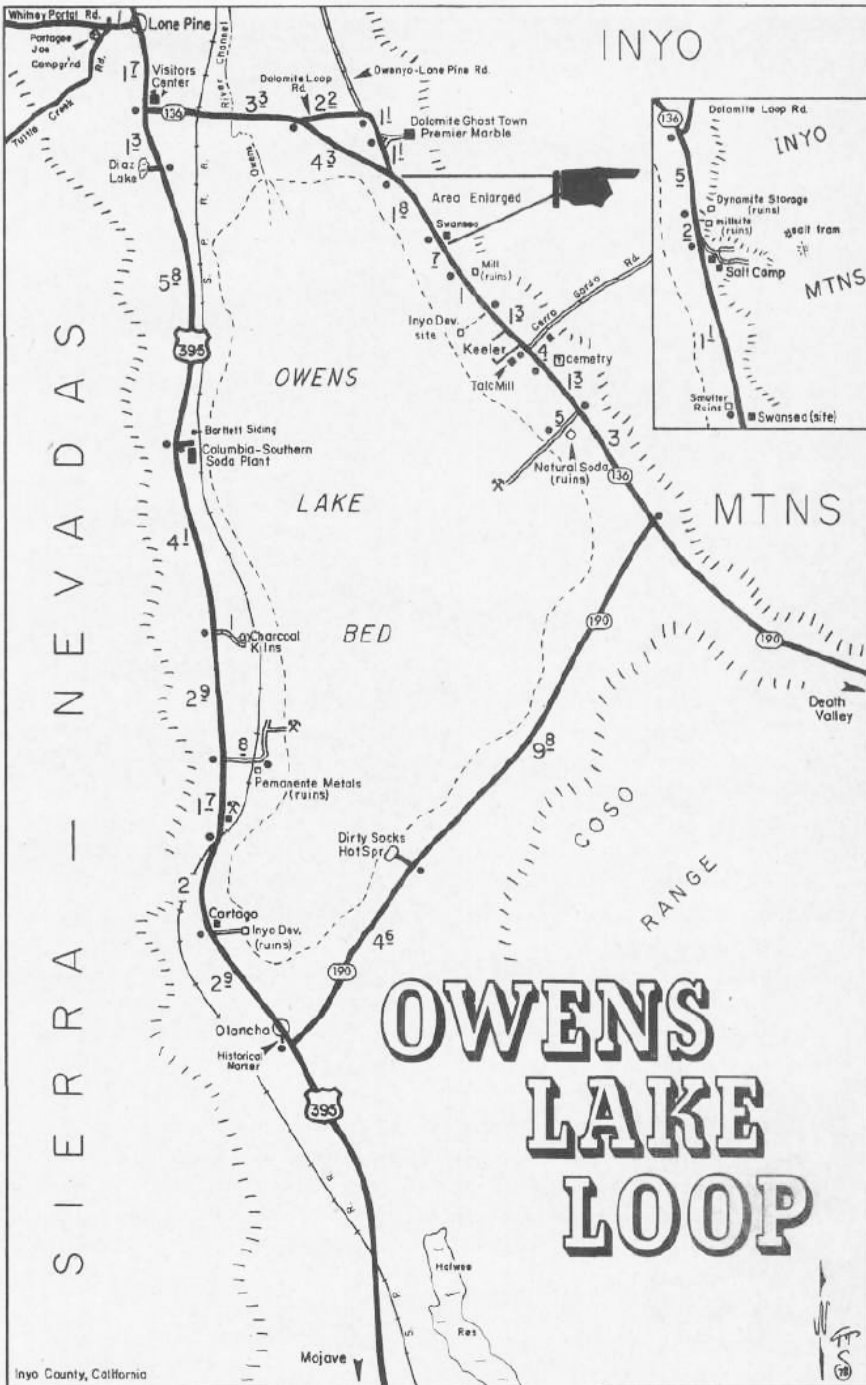 Whitney Portal Rd.
Lone Pine
Portagee
Joe
Campgrnd
Rd.
Tuttle Creek
1 7
Visitors
Center
136
3 3
River Channel
Owens
Dolomite Loop
Rd.
2 2
Owenyo-Lone Pine Rd.
1 1
1 1
Dolomite Ghost Town
Premier Marble
INYO
1 3
Diaz
Lake
4 3
1 8
Area Enlarged
Swansea
7
Mill
(ruins)
Cerro Gordo Rd.
1
Inyo Dev.
site
1 3
Keeler
4
Cemetry
Talc Mill
1 3
5
Natural Soda
(ruins)
3
136
MTNS
136
Dolomite Loop Rd.
INYO
5
Dynamite Storage
(ruins)
millsite
(ruins)
salt tram
2
Salt Camp
MTNS
1 1
Smelter
Ruins
Swansea (site)
5 8
S. P. R. R.
395
OWENS
LAKE
BED
Bartlett Siding
Columbia-Southern
Soda Plant
4 1
1
Charcoal
Kilns
2 9
8
Pemanente Metals
(ruins)
1 7
2
Cartago
Inyo Dev.
(ruins)
2 9
190
190
Death
Valley
9 8
COSO
RANGE
Dirty Socks
Hot Spr.
4 6
190
Olancha
Historical
Marker
395
SIERRA — NEVADAS
OWENS
LAKE
LOOP
S. P. R. R.
Haiwee
Res
Mojave
N
TT
S
78
Inyo County, California